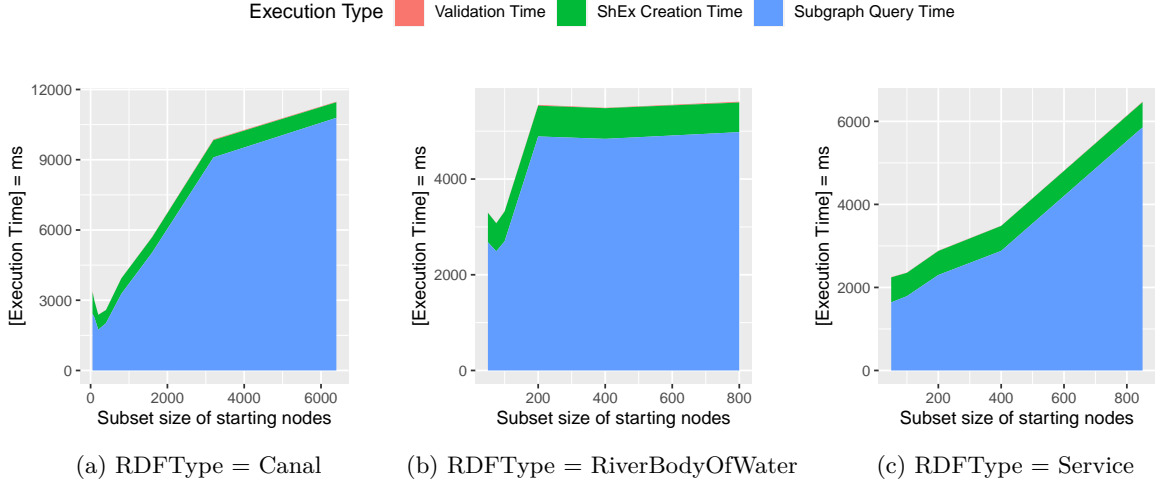 Execution Type Validation Time ShEx Creation Time Subgraph Query Time
[Execution Time] = ms
12000
9000
6000
3000
0
0 2000 4000 6000
Subset size of starting nodes
(a) RDFType = Canal
[Execution Time] = ms
4000
2000
0
200 400 600 800
Subset size of starting nodes
(b) RDFType = RiverBodyOfWater
[Execution Time] = ms
6000
4000
2000
0
200 400 600 800
Subset size of starting nodes
(c) RDFType = Service